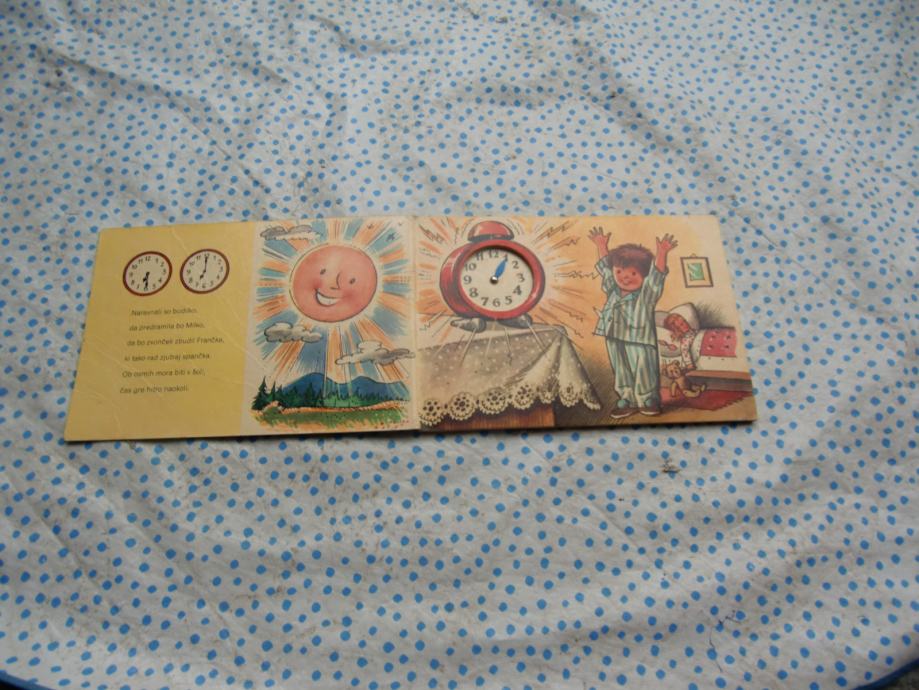 Naravnali so budilko,
da predramila bo Milko,
da bo zvonček zbudil Francka,
ki tako rad zjutraj spančka.
Ob osmih mora biti v šoli,
čas gre hitro naokoli.